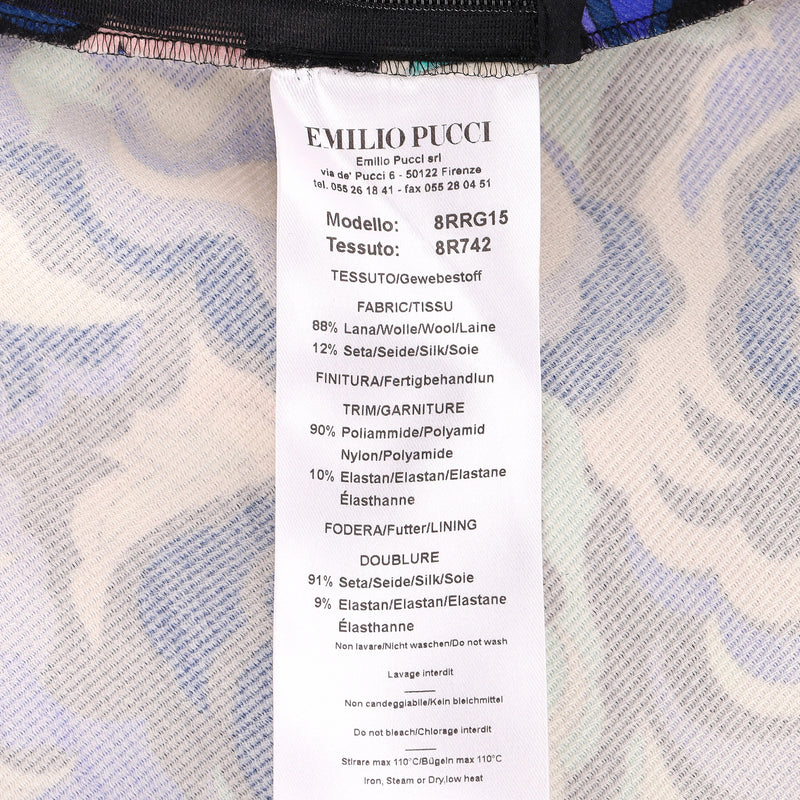 EMILIO PUCCI
Emilio Pucci srl
via de' Pucci 6 - 50122 Firenze
tel. 055 26 18 41 - fax 055 28 04 51
Modello: 8RRG15
Tessuto: 8R742
TESSUTO/Gewebestoff
FABRIC/TISSU
88% Lana/Wolle/Wool/Laine
12% Seta/Seide/Silk/Soie
FINITURA/Fertigbehandlun
TRIM/GARNITURE
90% Poliammide/Polyamid
Nylon/Polyamide
10% Elastan/Elastan/Elastane
Élasthanne
FODERA/Futter/LINING
DOUBLURE
91% Seta/Seide/Silk/Soie
9% Elastan/Elastan/Elastane
Élasthanne
Non lavare/Nicht waschen/Do not wash
Lavage interdit
Non candeggiabile/Kein bleichmittel
Do not bleach/Chlorage interdit
Stirare max 110°C/Bügeln max 110°C
Iron, Steam or Dry,low heat